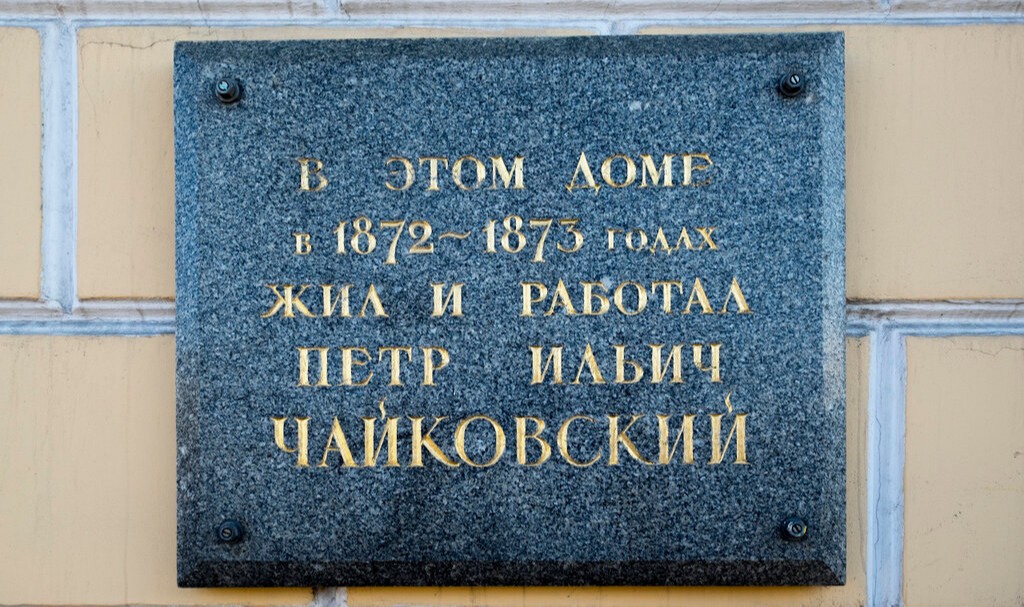 В ЭТОМ ДОМЕ
в 1872~1873 годах
ЖИЛ И РАБОТАЛ
ПЕТР ИЛЬИЧ
ЧАЙКОВСКИЙ